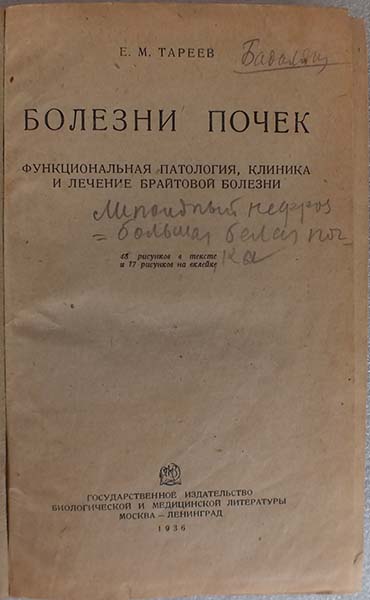 Е. М. ТАРЕЕВ
Бадалян
БОЛЕЗНИ ПОЧЕК
ФУНКЦИОНАЛЬНАЯ ПАТОЛОГИЯ, КЛИНИКА
И ЛЕЧЕНИЕ БРАЙТОВОЙ БОЛЕЗНИ
Липоидный нефроз
= большая белая поч-
ка
48 рисунков в тексте
и 17 рисунков на вклейке
ГОСУДАРСТВЕННОЕ ИЗДАТЕЛЬСТВО
БИОЛОГИЧЕСКОЙ И МЕДИЦИНСКОЙ ЛИТЕРАТУРЫ
МОСКВА — ЛЕНИНГРАД
1936